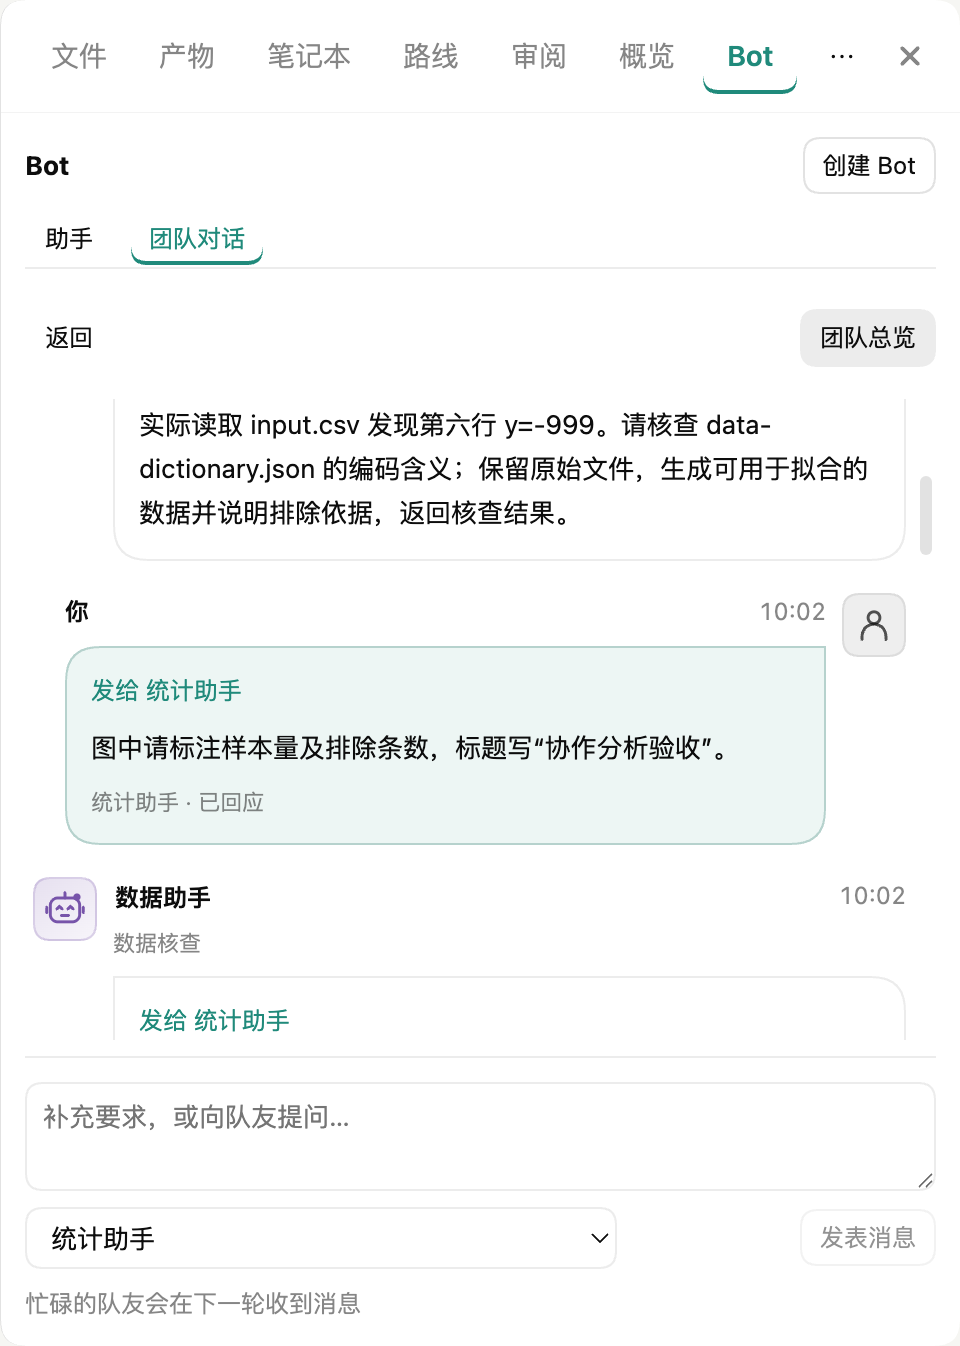 文件 产物 笔记本 路线 审阅 概览 Bot ... ×
Bot 创建 Bot
助手 团队对话
返回 团队总览
实际读取 input.csv 发现第六行 y=-999。请核查 data-
dictionary.json 的编码含义；保留原始文件，生成可用于拟合的
数据并说明排除依据，返回核查结果。
你 10:02
发给 统计助手
图中请标注样本量及排除条数，标题写“协作分析验收”。
统计助手 · 已回应
数据助手 10:02
数据核查
发给 统计助手
补充要求，或向队友提问...
统计助手 发表消息
忙碌的队友会在下一轮收到消息